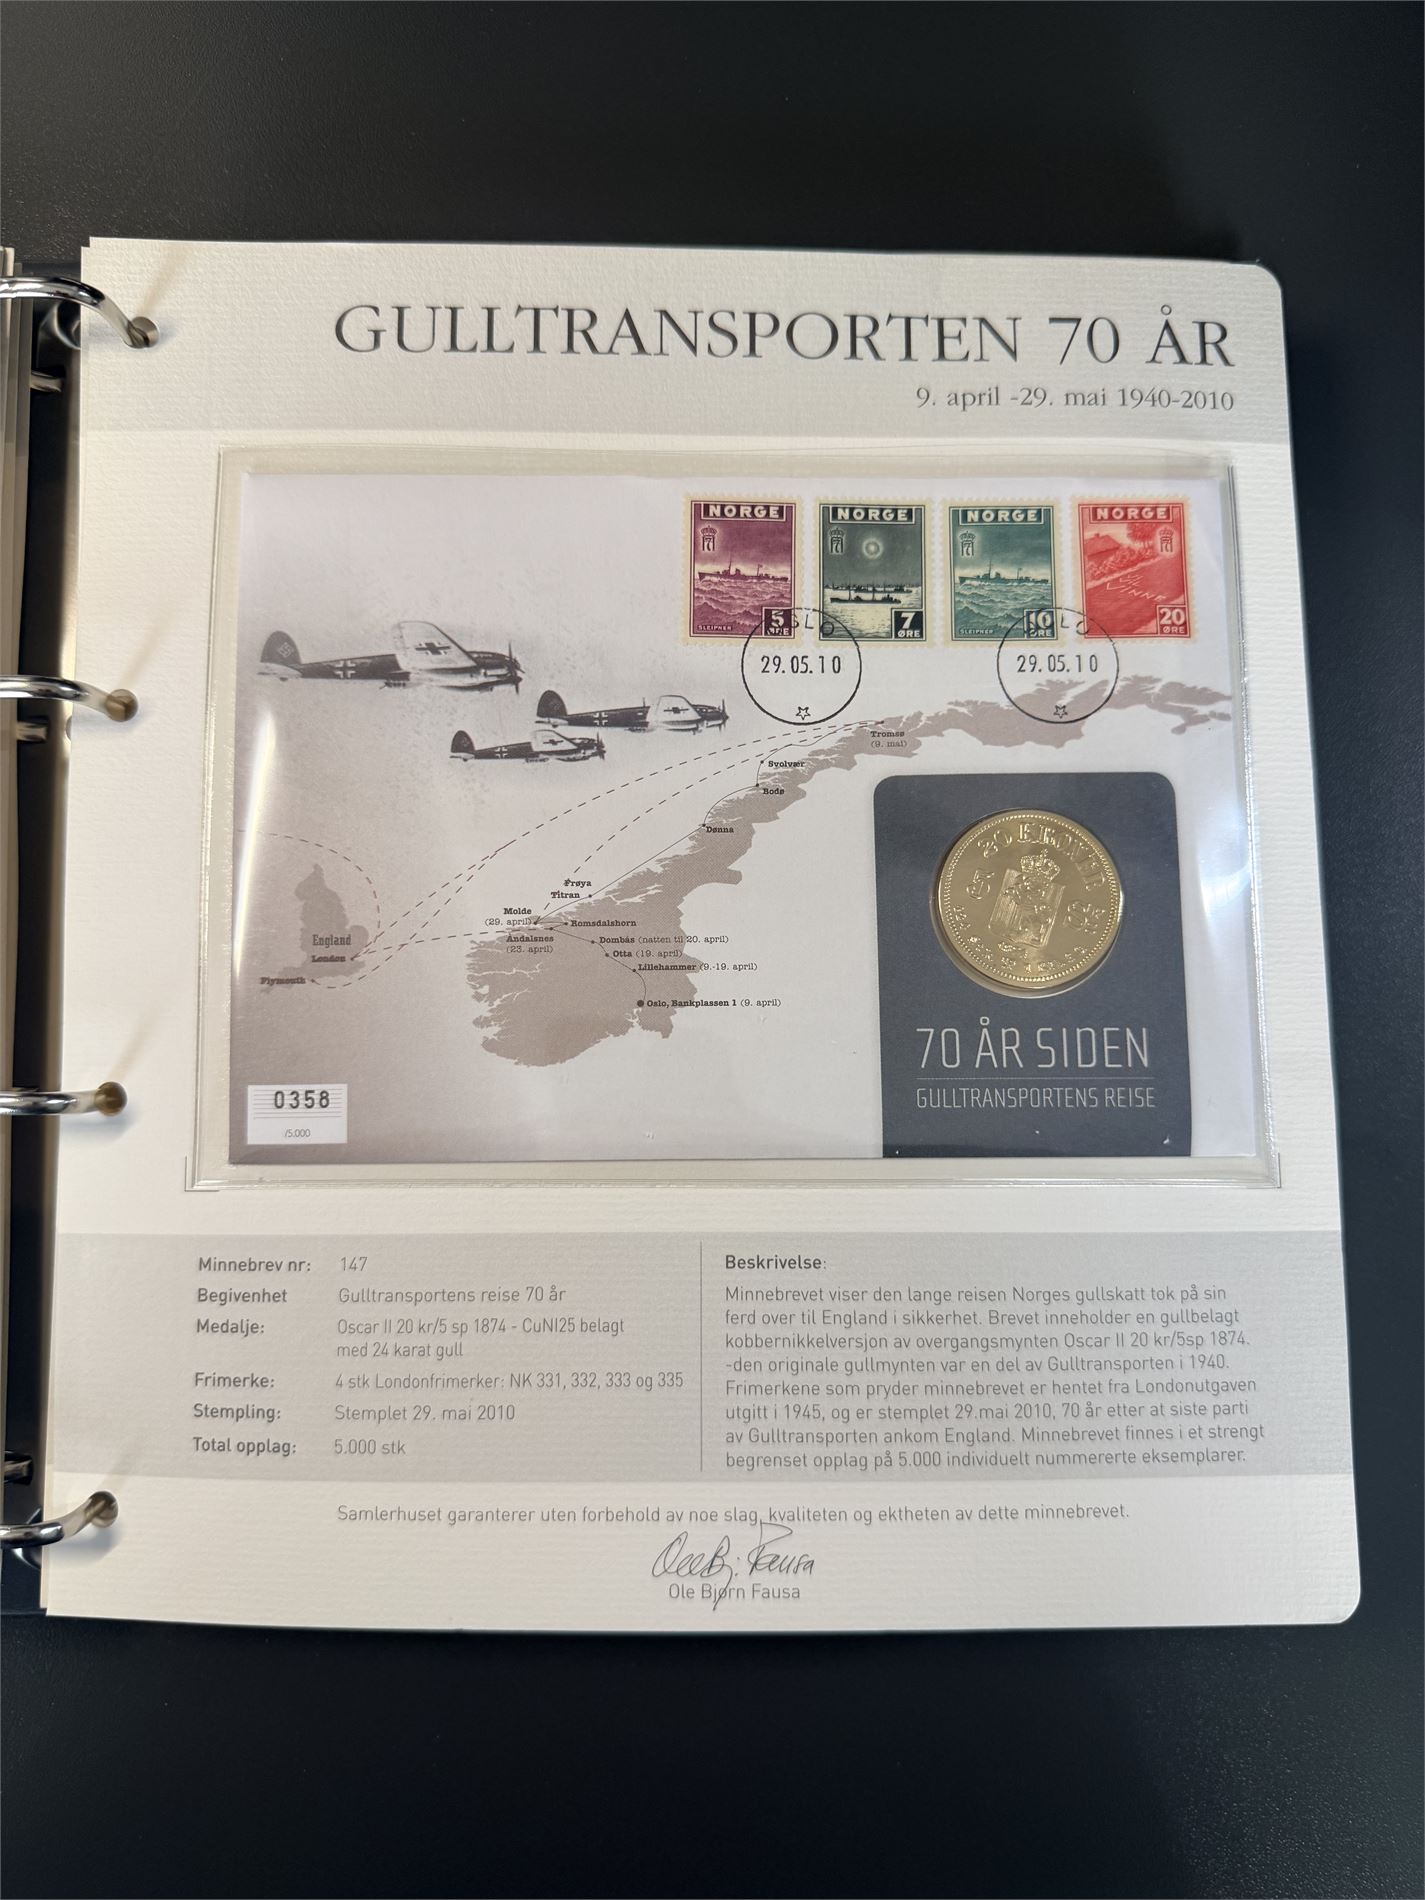 GULLTRANSPORTEN 70 ÅR
9. april -29. mai 1940-2010
NORGE
5
ØRE
SLEIPNER
NORGE
7
ØRE
NORGE
10
ØRE
SLEIPNER
NORGE
VI VIL VINNE
20
ØRE
OSLO
29.05.10
OSLO
29.05.10
Tromsø
(9. mai)
Svolvær
Bodø
Dønna
Frøya
Titran
Molde
(29. april)
Romsdalshorn
Åndalsnes
(23. april)
Dombås (natten til 20. april)
Otta (19. april)
Lillehammer (9.-19. april)
Oslo, Bankplassen 1 (9. april)
England
London
Plymouth
20 KRONER
70 ÅR SIDEN
GULLTRANSPORTENS REISE
0358
/5.000
Minnebrev nr: 147
Begivenhet Gulltransportens reise 70 år
Medalje: Oscar II 20 kr/5 sp 1874 - CuNI25 belagt
med 24 karat gull
Frimerke: 4 stk Londonfrimerker: NK 331, 332, 333 og 335
Stempling: Stemplet 29. mai 2010
Total opplag: 5.000 stk
Beskrivelse:
Minnebrevet viser den lange reisen Norges gullskatt tok på sin
ferd over til England i sikkerhet. Brevet inneholder en gullbelagt
kobbernikkelversjon av overgangsmynten Oscar II 20 kr/5sp 1874.
-den originale gullmynten var en del av Gulltransporten i 1940.
Frimerkene som pryder minnebrevet er hentet fra Londonutgaven
utgitt i 1945, og er stemplet 29.mai 2010, 70 år etter at siste parti
av Gulltransporten ankom England. Minnebrevet finnes i et strengt
begrenset opplag på 5.000 individuelt nummererte eksemplarer.
Samlerhuset garanterer uten forbehold av noe slag, kvaliteten og ektheten av dette minnebrevet.
Ole Bj. Fausa
Ole Bjørn Fausa